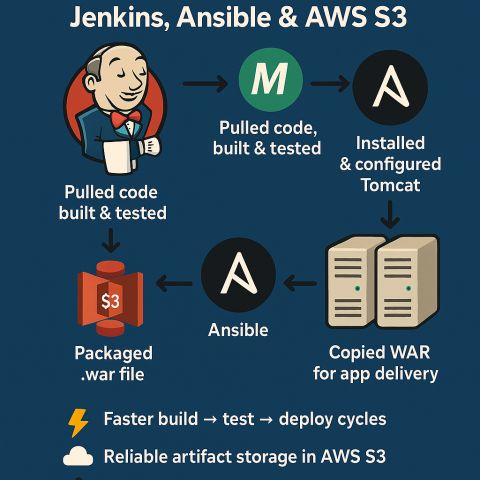 Jenkins, Ansible & AWS S3
M
Pulled code,
built & tested
Installed
& configured
Tomcat
Pulled code
built & tested
S3
Packaged
.war file
Ansible
Copied WAR
for app delivery
Faster build → test → deploy cycles
Reliable artifact storage in AWS S3